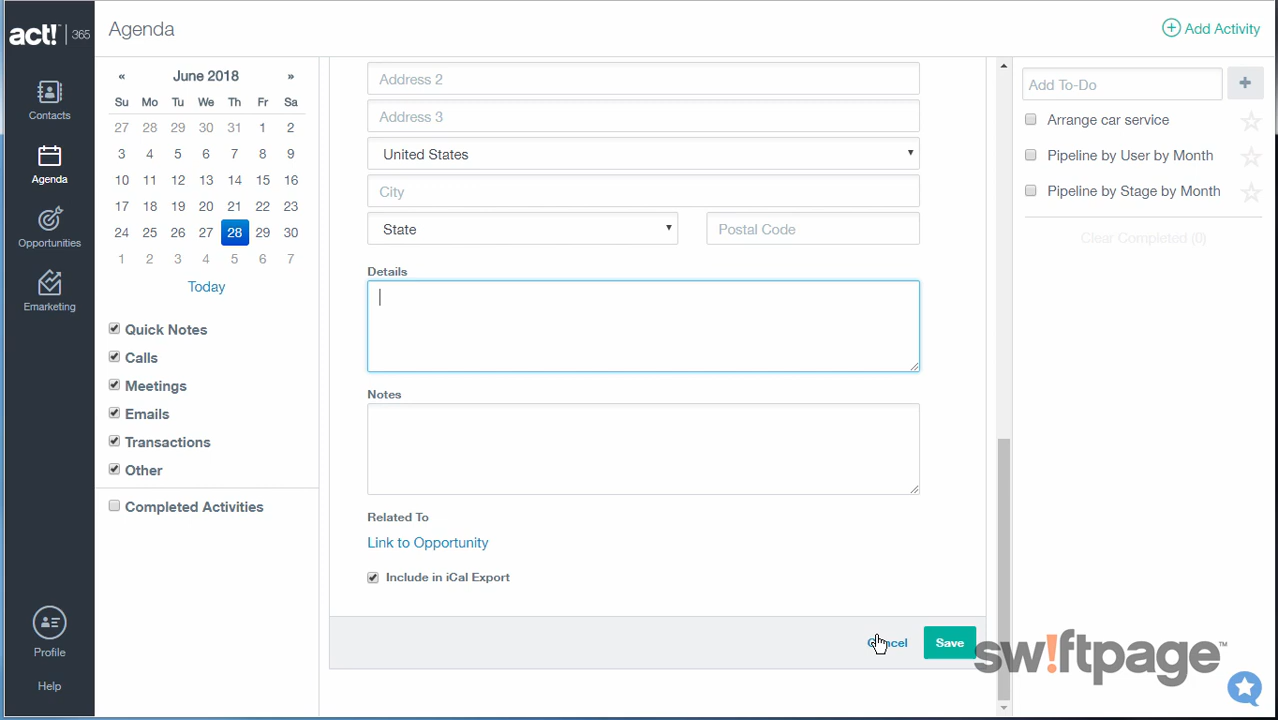 act! 365
Agenda
Add Activity
Contacts
Agenda
Opportunities
Emarketing
Profile
Help
« June 2018 »
Su Mo Tu We Th Fr Sa
27 28 29 30 31 1 2
3 4 5 6 7 8 9
10 11 12 13 14 15 16
17 18 19 20 21 22 23
24 25 26 27 28 29 30
1 2 3 4 5 6 7
Today
Quick Notes
Calls
Meetings
Emails
Transactions
Other
Completed Activities
Address 2
Address 3
United States
City
State
Postal Code
Details
Notes
Related To
Link to Opportunity
Include in iCal Export
Cancel
Save
Add To-Do
+
Arrange car service
Pipeline by User by Month
Pipeline by Stage by Month
Clear Completed (0)
sw!ftpage™